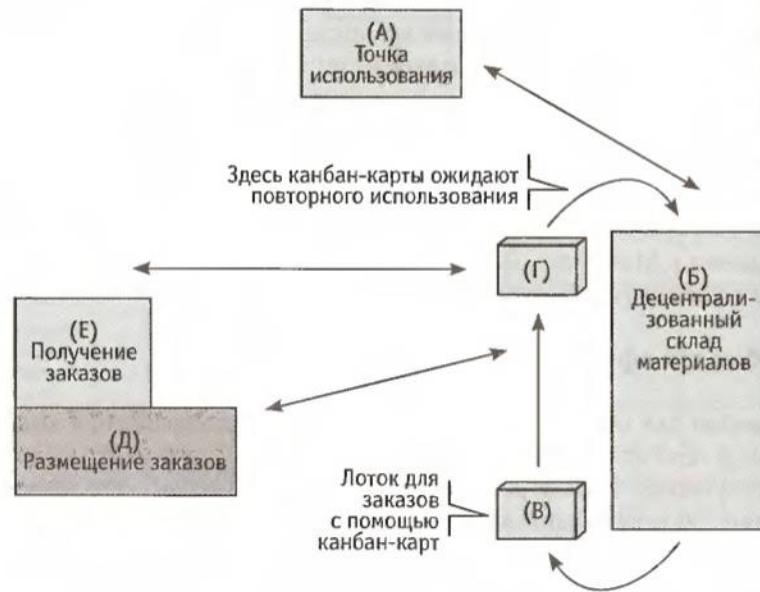 (А)
Точка
использования
Здесь канбан-карты ожидают
повторного использования
(Г)
(Б)
Децентрали-
зованный
склад
материалов
(Е)
Получение
заказов
(Д)
Размещение заказов
Лоток для
заказов
с помощью
канбан-карт
(В)